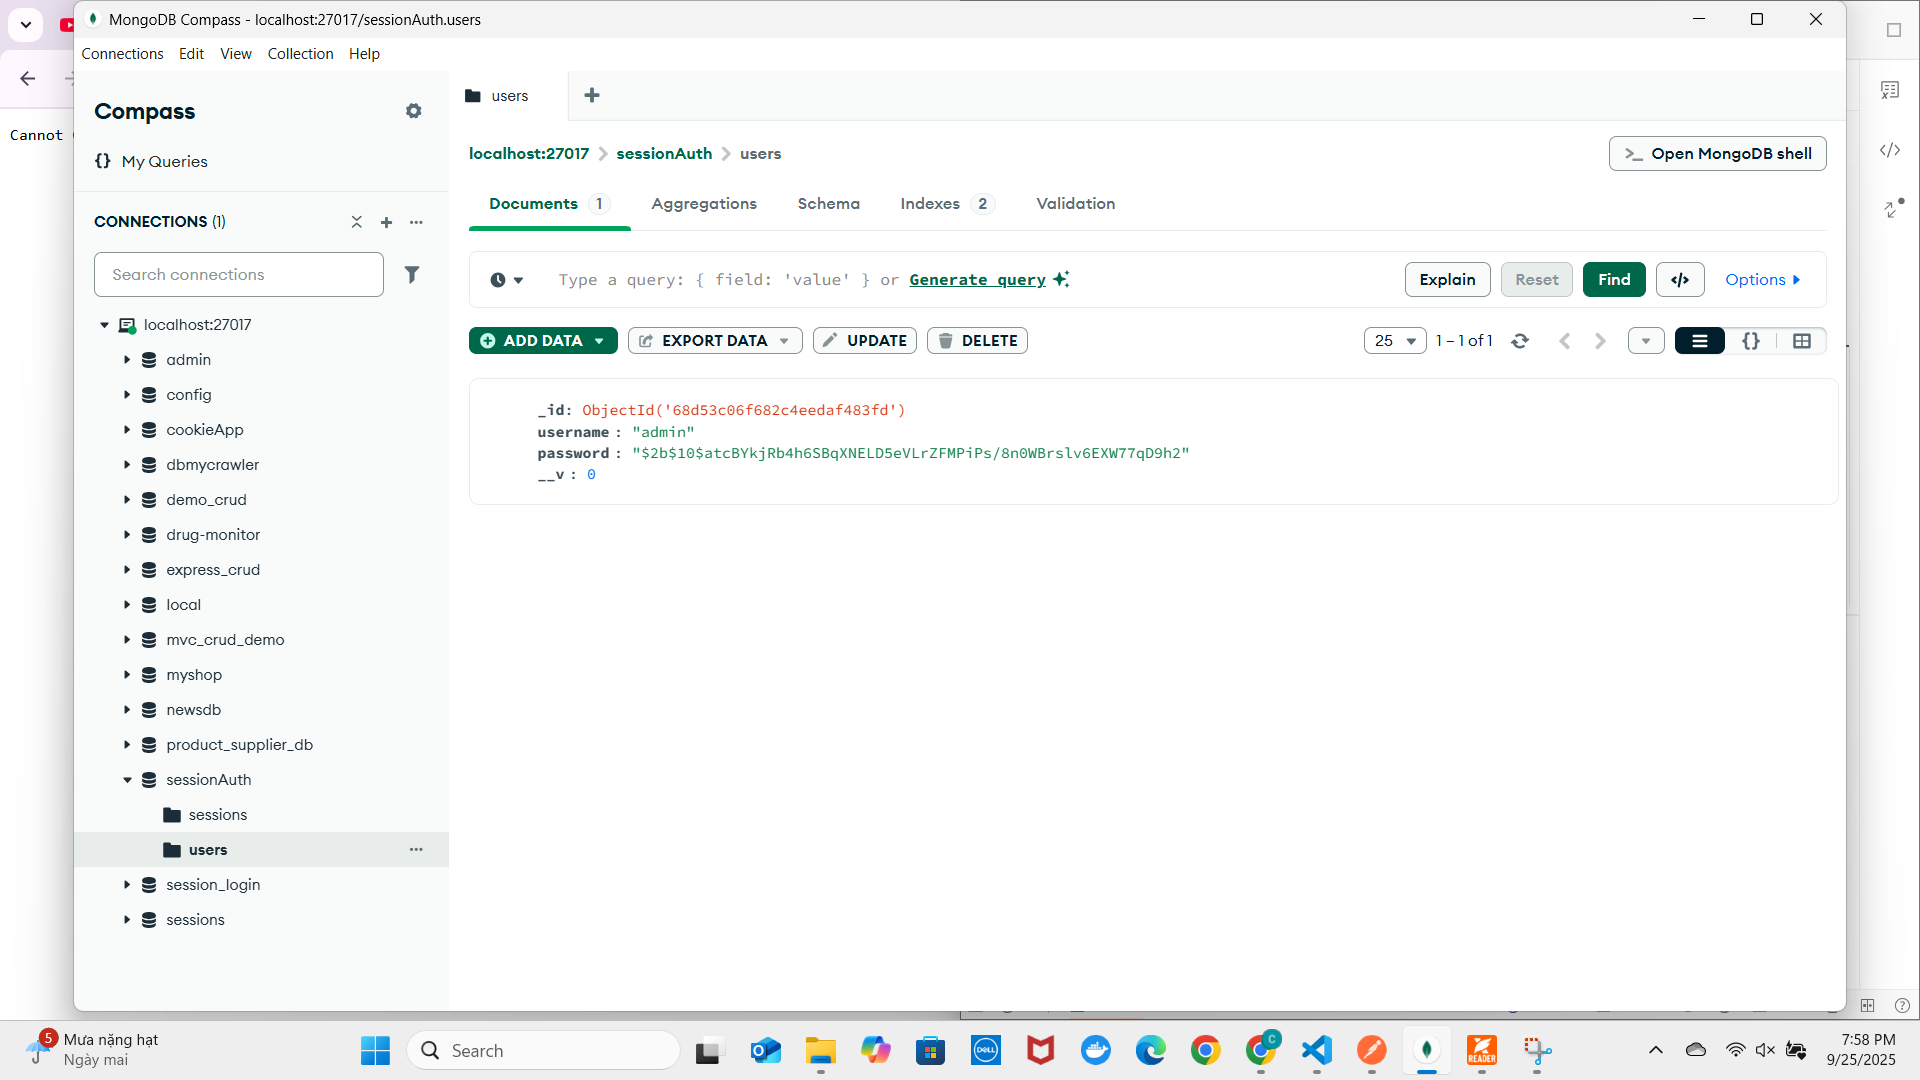 MongoDB Compass - localhost:27017/sessionAuth.users
Connections Edit View Collection Help
Cannot
Compass
{} My Queries
CONNECTIONS (1)
Search connections
localhost:27017
admin
config
cookieApp
dbmycrawler
demo_crud
drug-monitor
express_crud
local
mvc_crud_demo
myshop
newsdb
product_supplier_db
sessionAuth
sessions
users
session_login
sessions
users
localhost:27017 > sessionAuth > users
>_ Open MongoDB shell
Documents 1 Aggregations Schema Indexes 2 Validation
Type a query: { field: 'value' } or Generate query
Explain Reset Find </> Options
ADD DATA EXPORT DATA UPDATE DELETE
25 1 – 1 of 1 {}
_id: ObjectId('68d53c06f682c4eedaf483fd')
username : "admin"
password : "$2b$10$atcBYkjRb4h6SBqXNELD5eVLrZFMPiPs/8n0WBrslv6EXW77qD9h2"
__v : 0
5
Mưa nặng hạt
Ngày mai
Search
DELL
C
READER
7:58 PM
9/25/2025